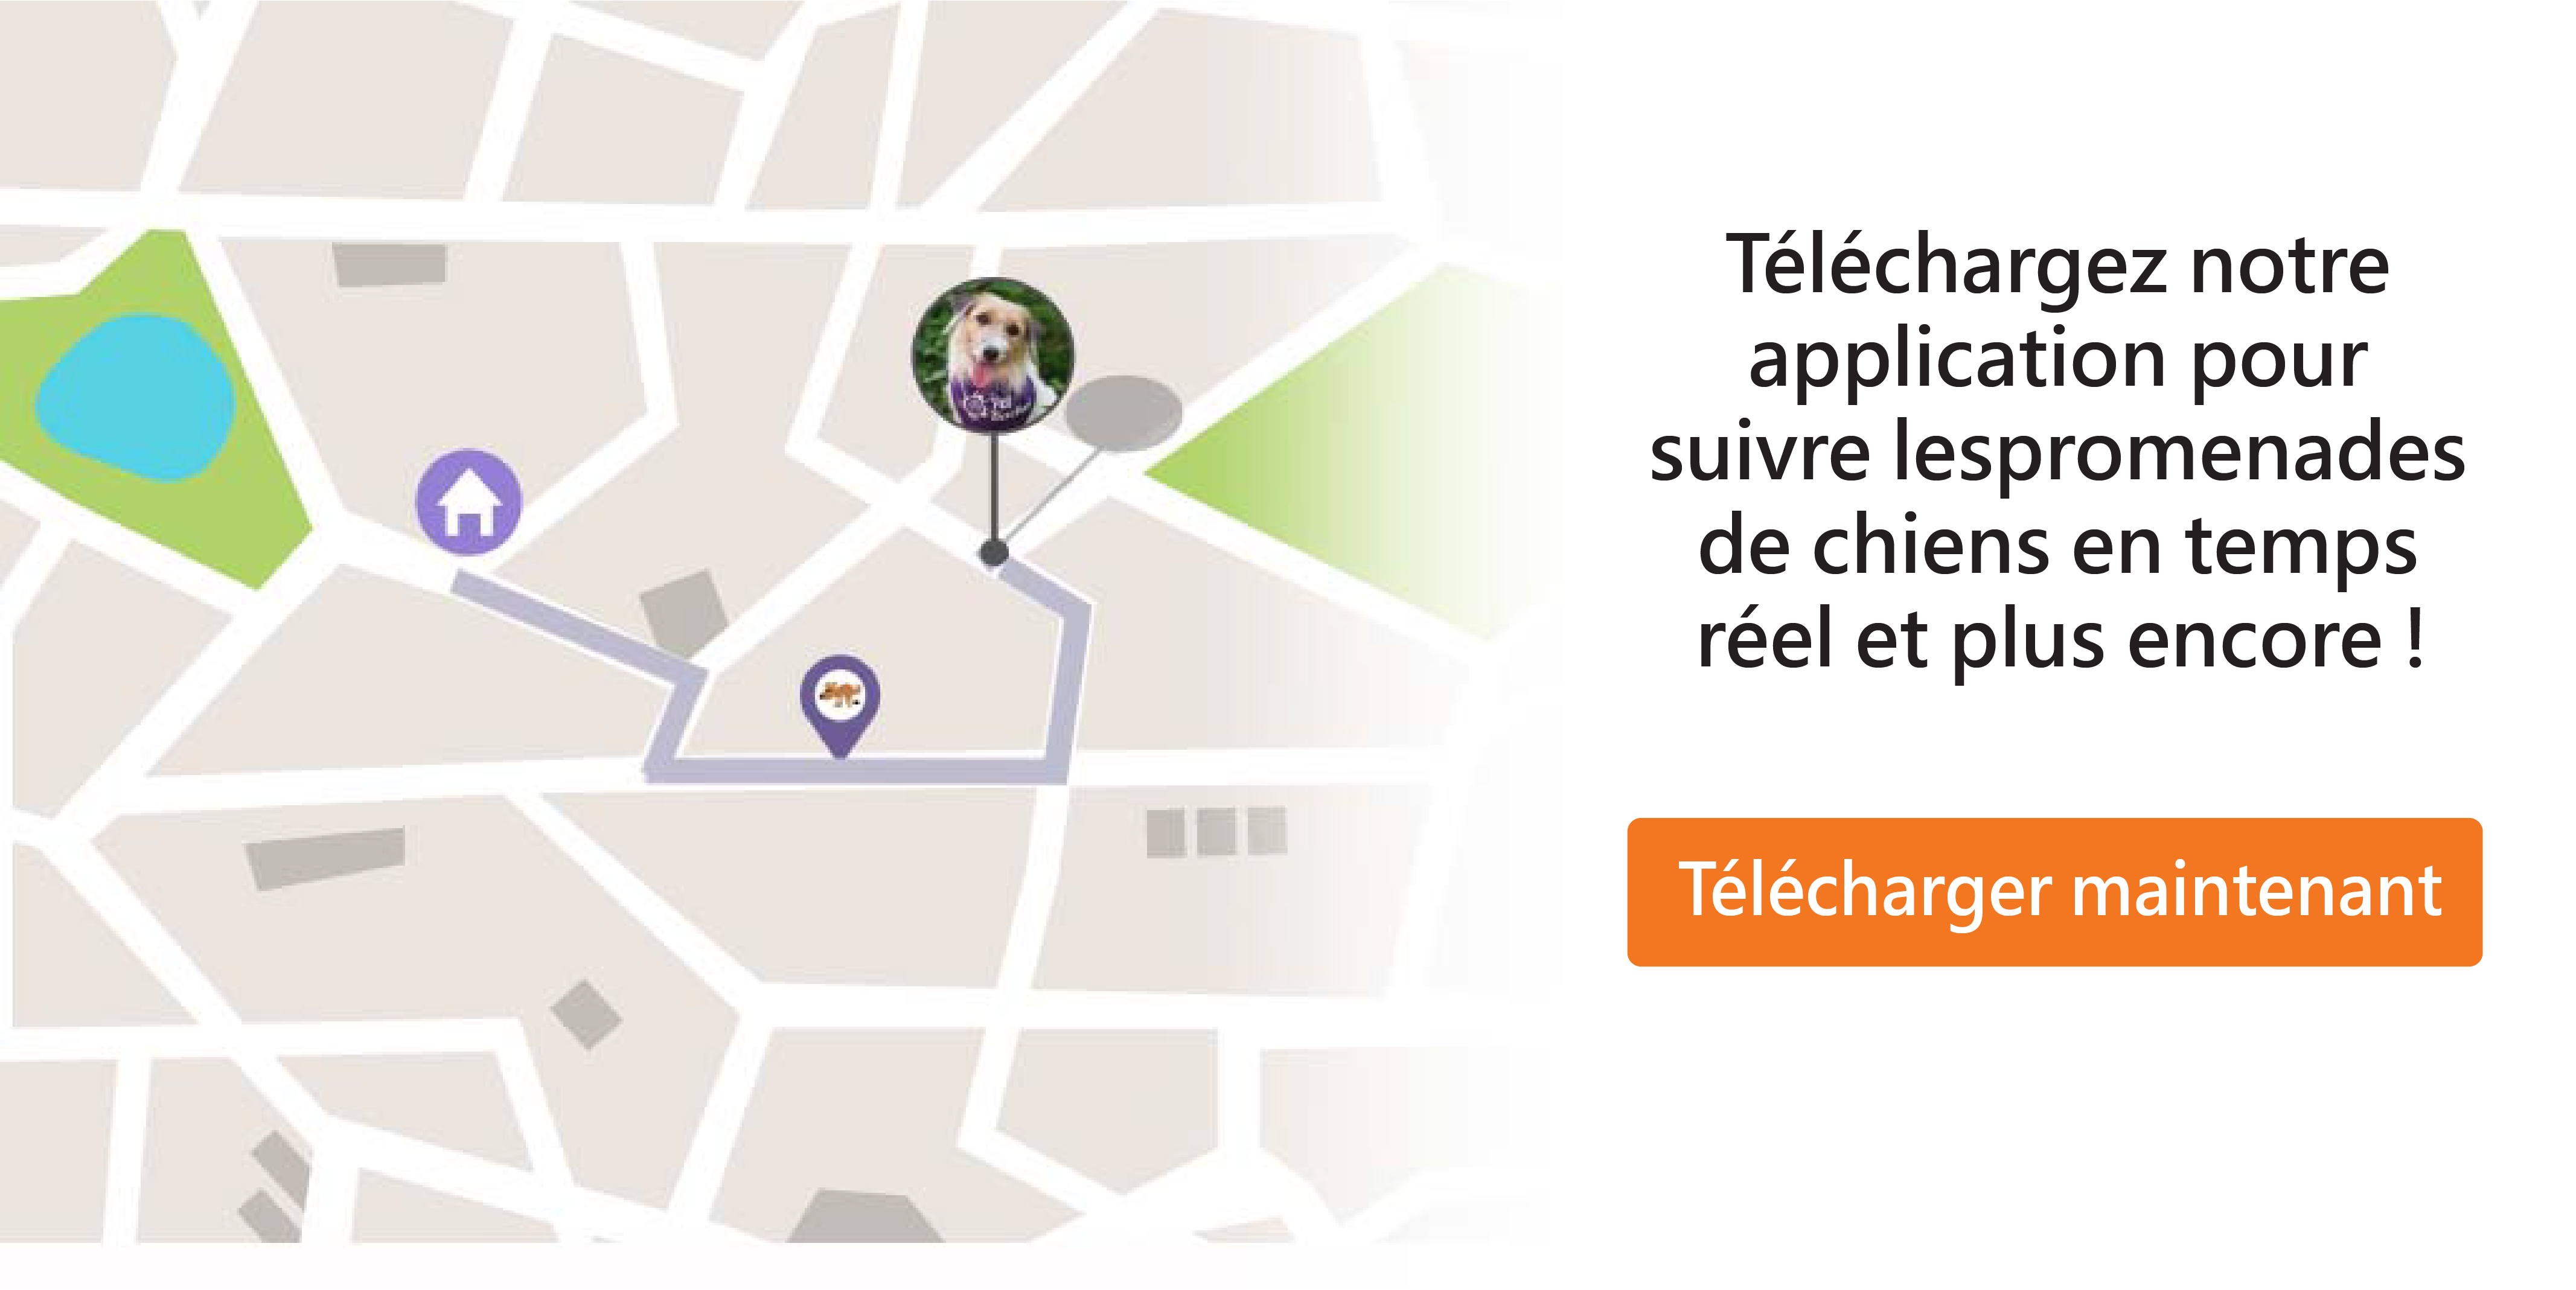 Téléchargez notre
application pour
suivre lespromenades
de chiens en temps
réel et plus encore !
Télécharger maintenant